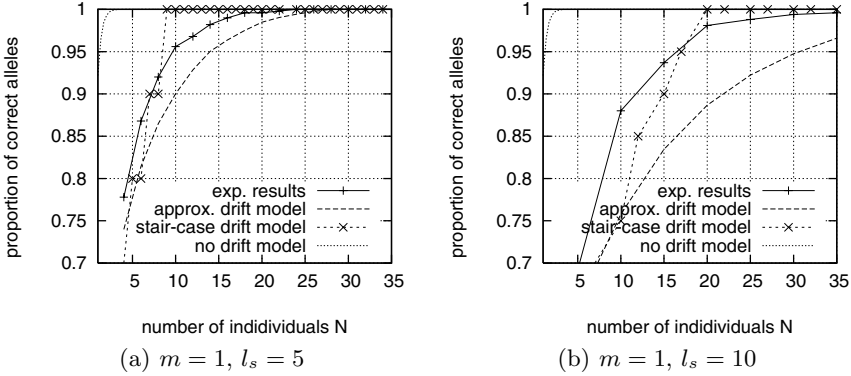 proportion of correct alleles
1
0.95
0.9
0.85
0.8
0.75
0.7
exp. results
approx. drift model
stair-case drift model
no drift model
5 10 15 20 25 30 35
number of indidividuals N
(a) m = 1, l_s = 5
proportion of correct alleles
1
0.95
0.9
0.85
0.8
0.75
0.7
exp. results
approx. drift model
stair-case drift model
no drift model
5 10 15 20 25 30 35
number of indidividuals N
(b) m = 1, l_s = 10